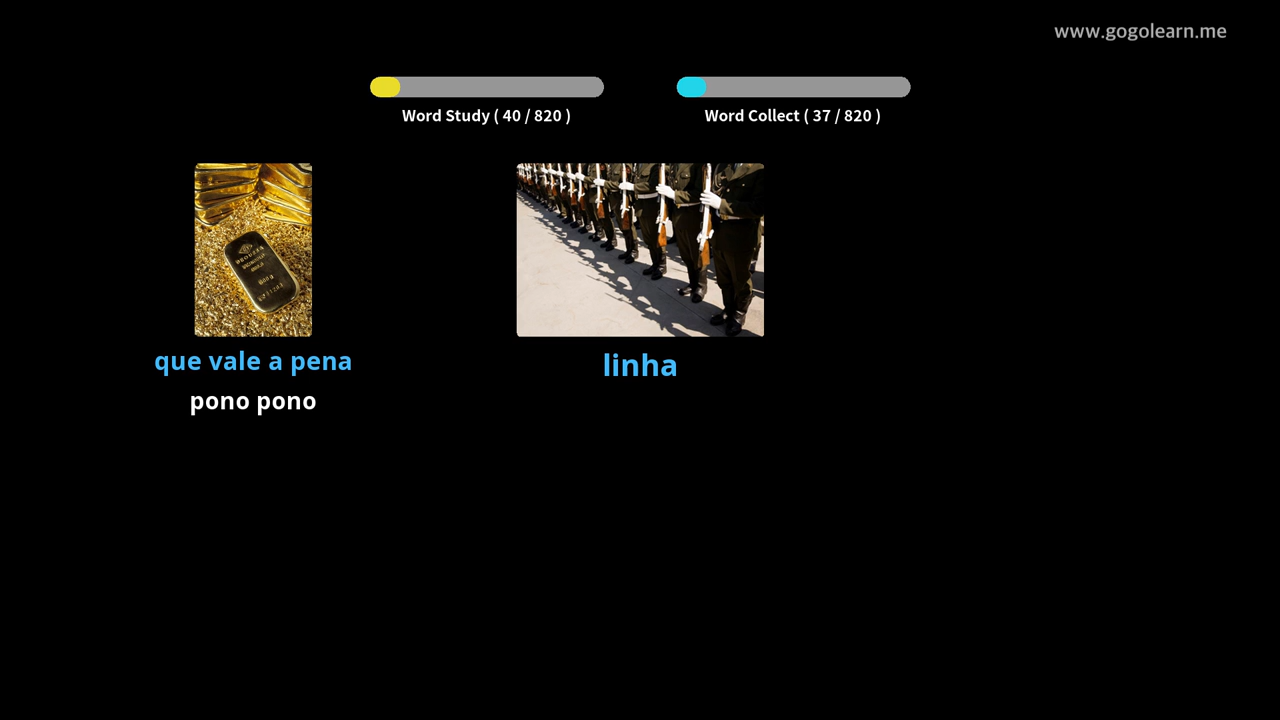 www.gogolearn.me
Word Study ( 40 / 820 )
Word Collect ( 37 / 820 )
que vale a pena
pono pono
linha